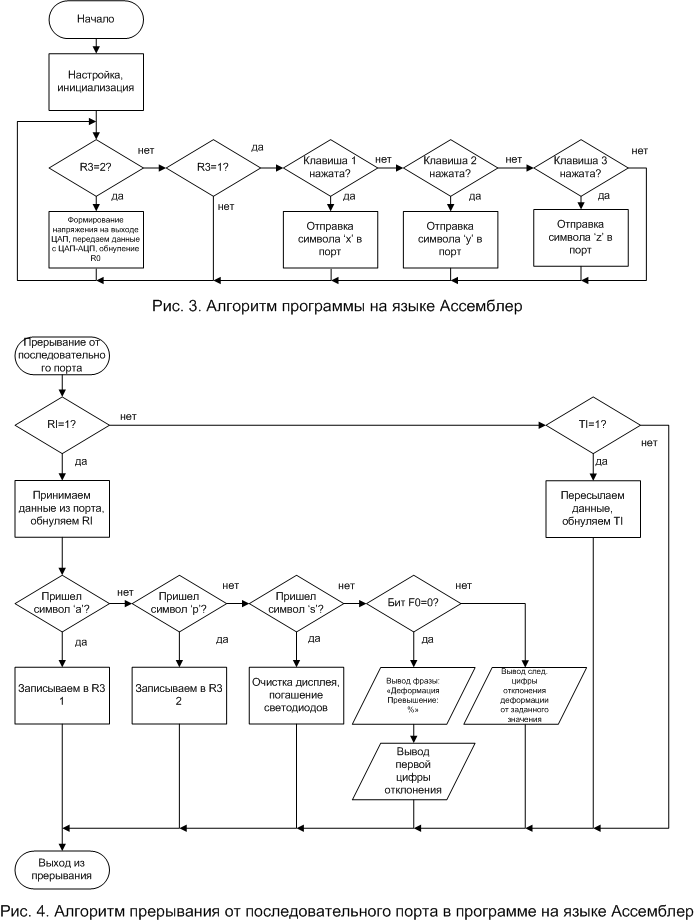 Начало
Настройка,
инициализация
R3=2?
нет
R3=1?
да
Клавиша 1
нажата?
нет
Клавиша 2
нажата?
нет
Клавиша 3
нажата?
нет
да
нет
да
да
да
Формирование
напряжения на выходе
ЦАП, передаем данные
с ЦАП-АЦП, обнуление
R0
Отправка
символа ‘x’ в
порт
Отправка
символа ‘y’ в
порт
Отправка
символа ‘z’ в
порт
Рис. 3. Алгоритм программы на языке Ассемблер
Прерывание от
последовательно
го порта
RI=1?
нет
TI=1?
нет
да
да
Принимаем
данные из порта,
обнуляем RI
Пересылаем
данные,
обнуляем TI
Пришел
символ ‘a’?
нет
Пришел
символ ‘p’?
нет
Пришел
символ ‘s’?
нет
Бит F0=0?
нет
да
да
да
да
Записываем в R3
1
Записываем в R3
2
Очистка дисплея,
погашение
светодиодов
Вывод фразы:
«Деформация
Превышение:
%»
Вывод след.
цифры
отклонения
деформации
от заданного
значения
Вывод
первой
цифры
отклонения
Выход из
прерывания
Рис. 4. Алгоритм прерывания от последовательного порта в программе на языке Ассемблер